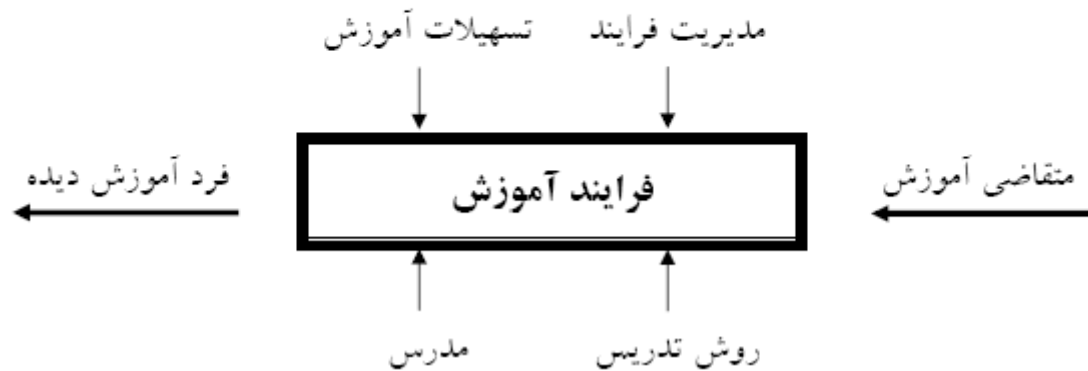 مدیریت فرایند
تسهیلات آموزش
متقاضی آموزش
فرایند آموزش
فرد آموزش دیده
روش تدریس
مدرس